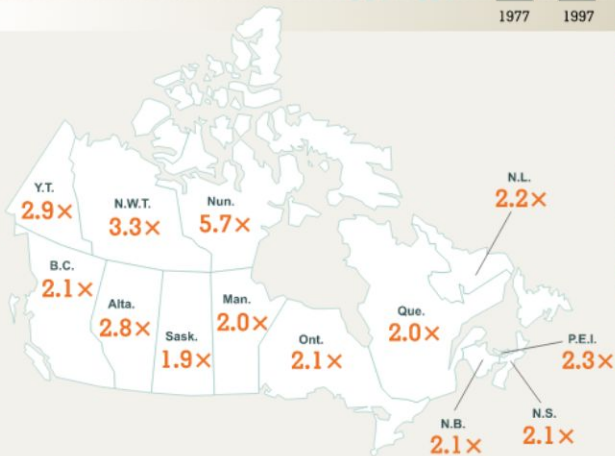 1977 1997
N.L.
2.2×
Y.T.
2.9×
N.W.T.
3.3×
Nun.
5.7×
B.C.
2.1×
Alta.
2.8×
Sask.
1.9×
Man.
2.0×
Ont.
2.1×
Que.
2.0×
P.E.I.
2.3×
N.S.
2.1×
N.B.
2.1×